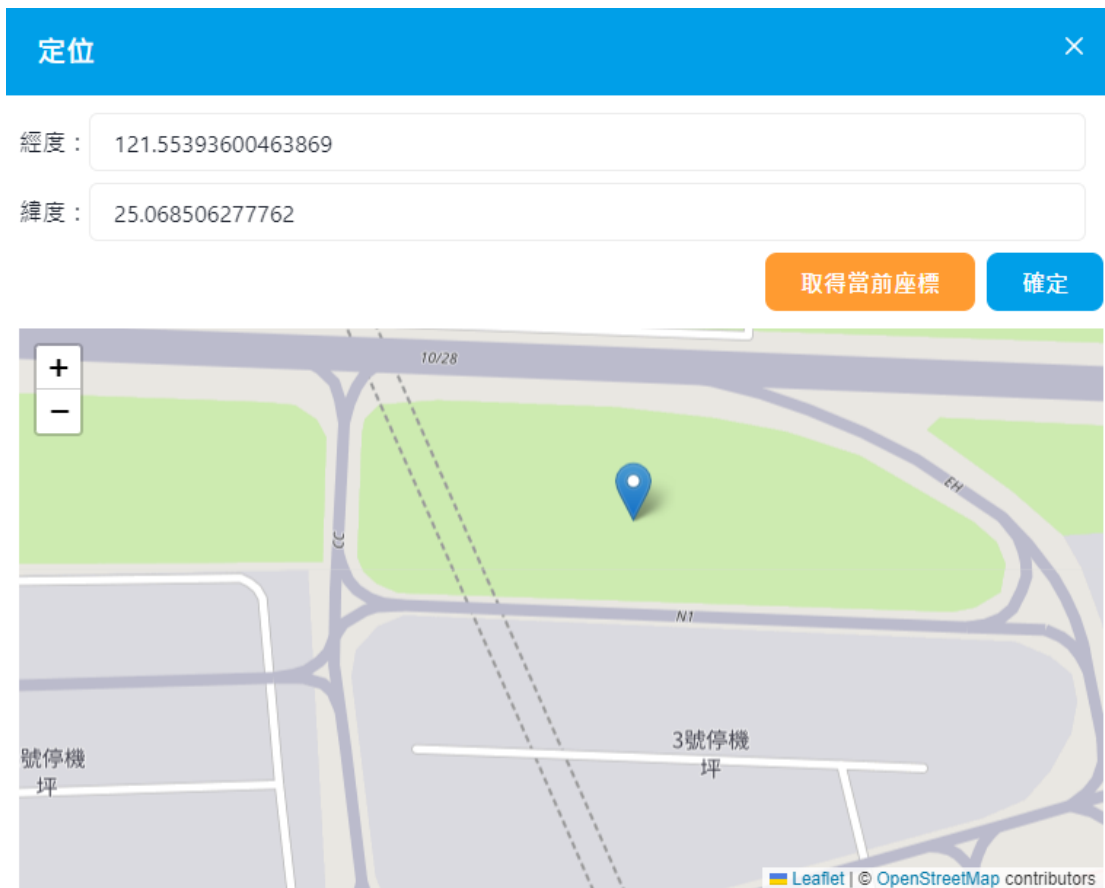 定位
×
經度：
121.55393600463869
緯度：
25.068506277762
取得當前座標
確定
+
−
10/28
EH
CC
N1
3號停機
坪
號停機
坪
Leaflet | © OpenStreetMap contributors